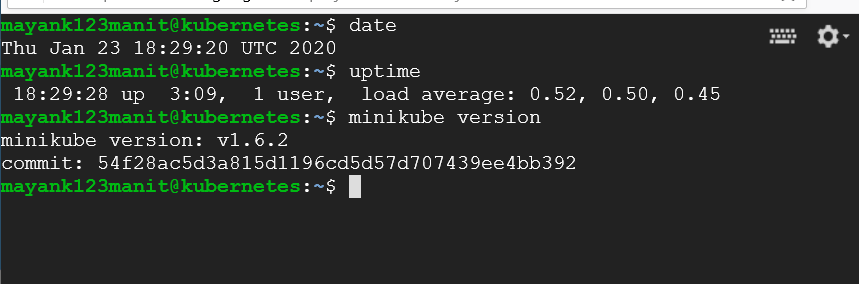 mayank123manit@kubernetes:~$ date
Thu Jan 23 18:29:20 UTC 2020
mayank123manit@kubernetes:~$ uptime
 18:29:28 up  3:09,  1 user,  load average: 0.52, 0.50, 0.45
mayank123manit@kubernetes:~$ minikube version
minikube version: v1.6.2
commit: 54f28ac5d3a815d1196cd5d57d707439ee4bb392
mayank123manit@kubernetes:~$